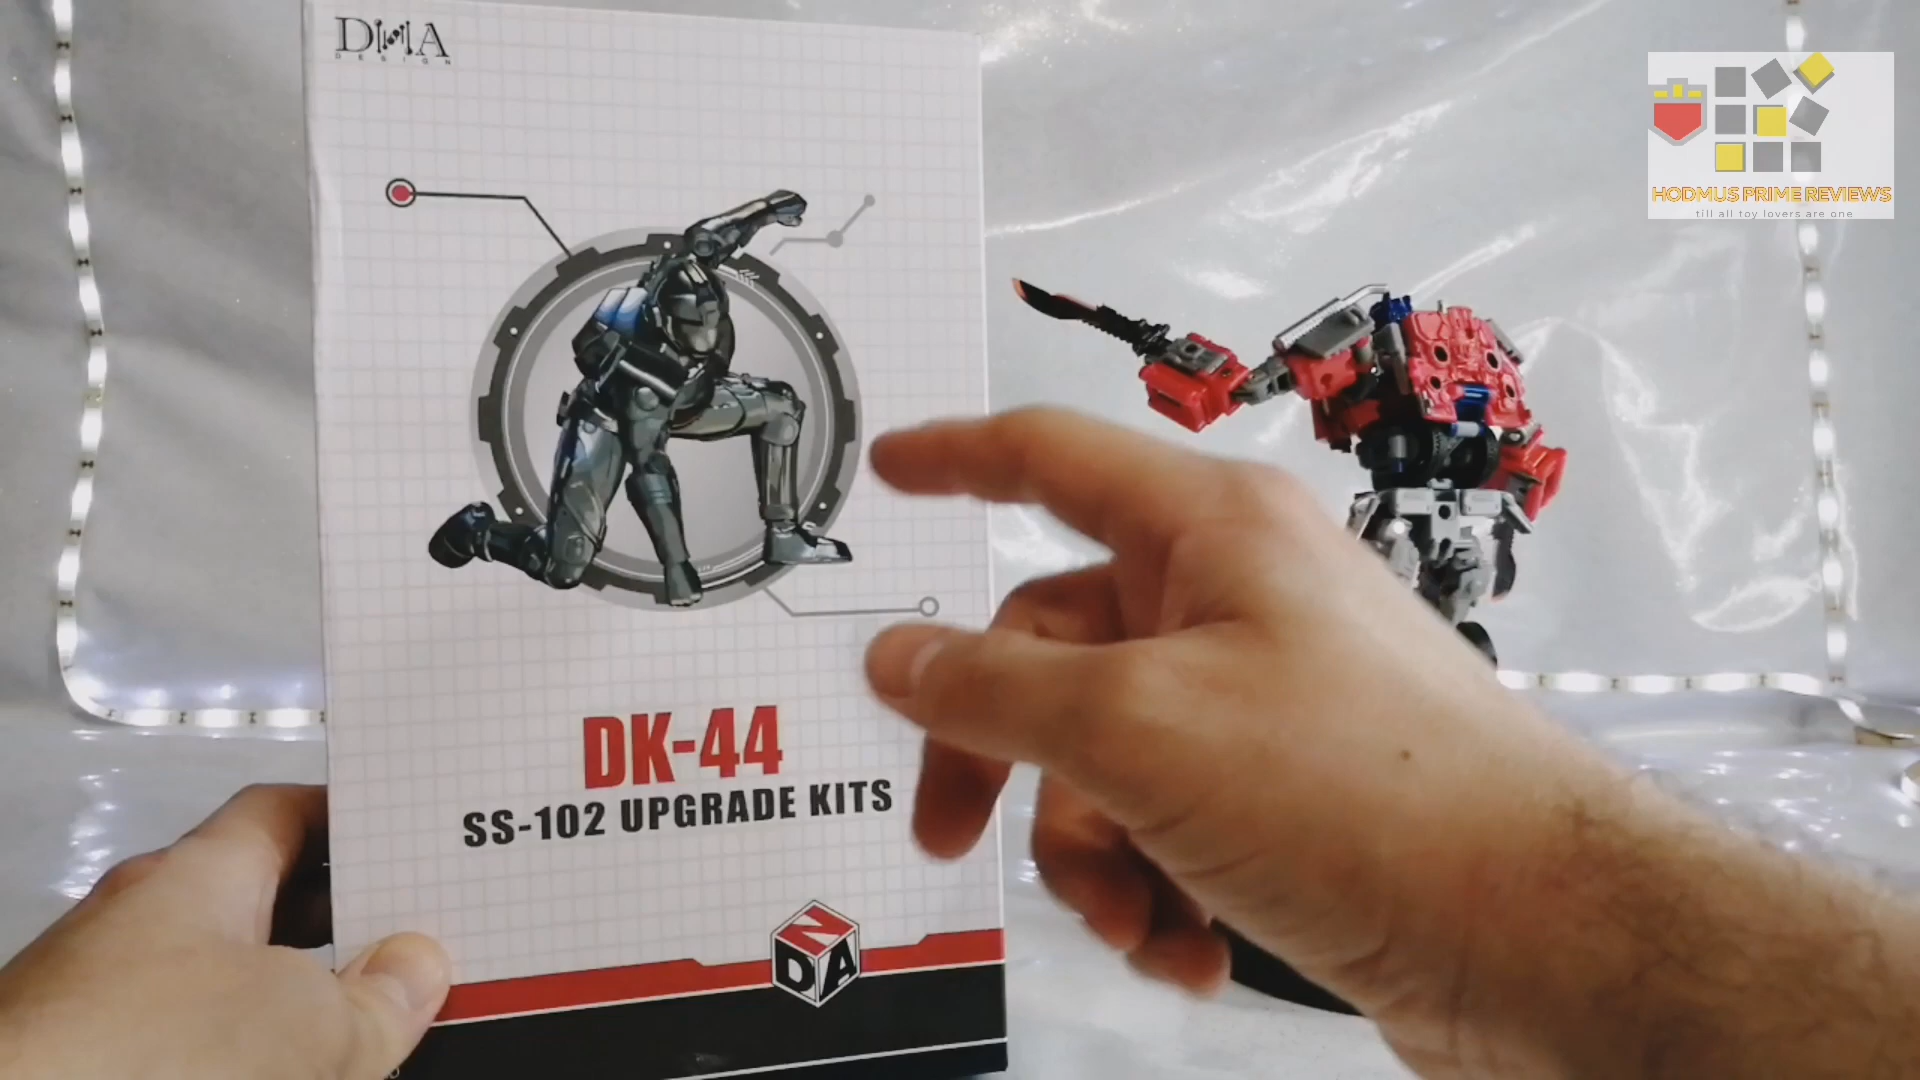 DNA
DESIGN
DK-44
SS-102 UPGRADE KITS
DNA
HODMUS PRIME REVIEWS
till all toy lovers are one